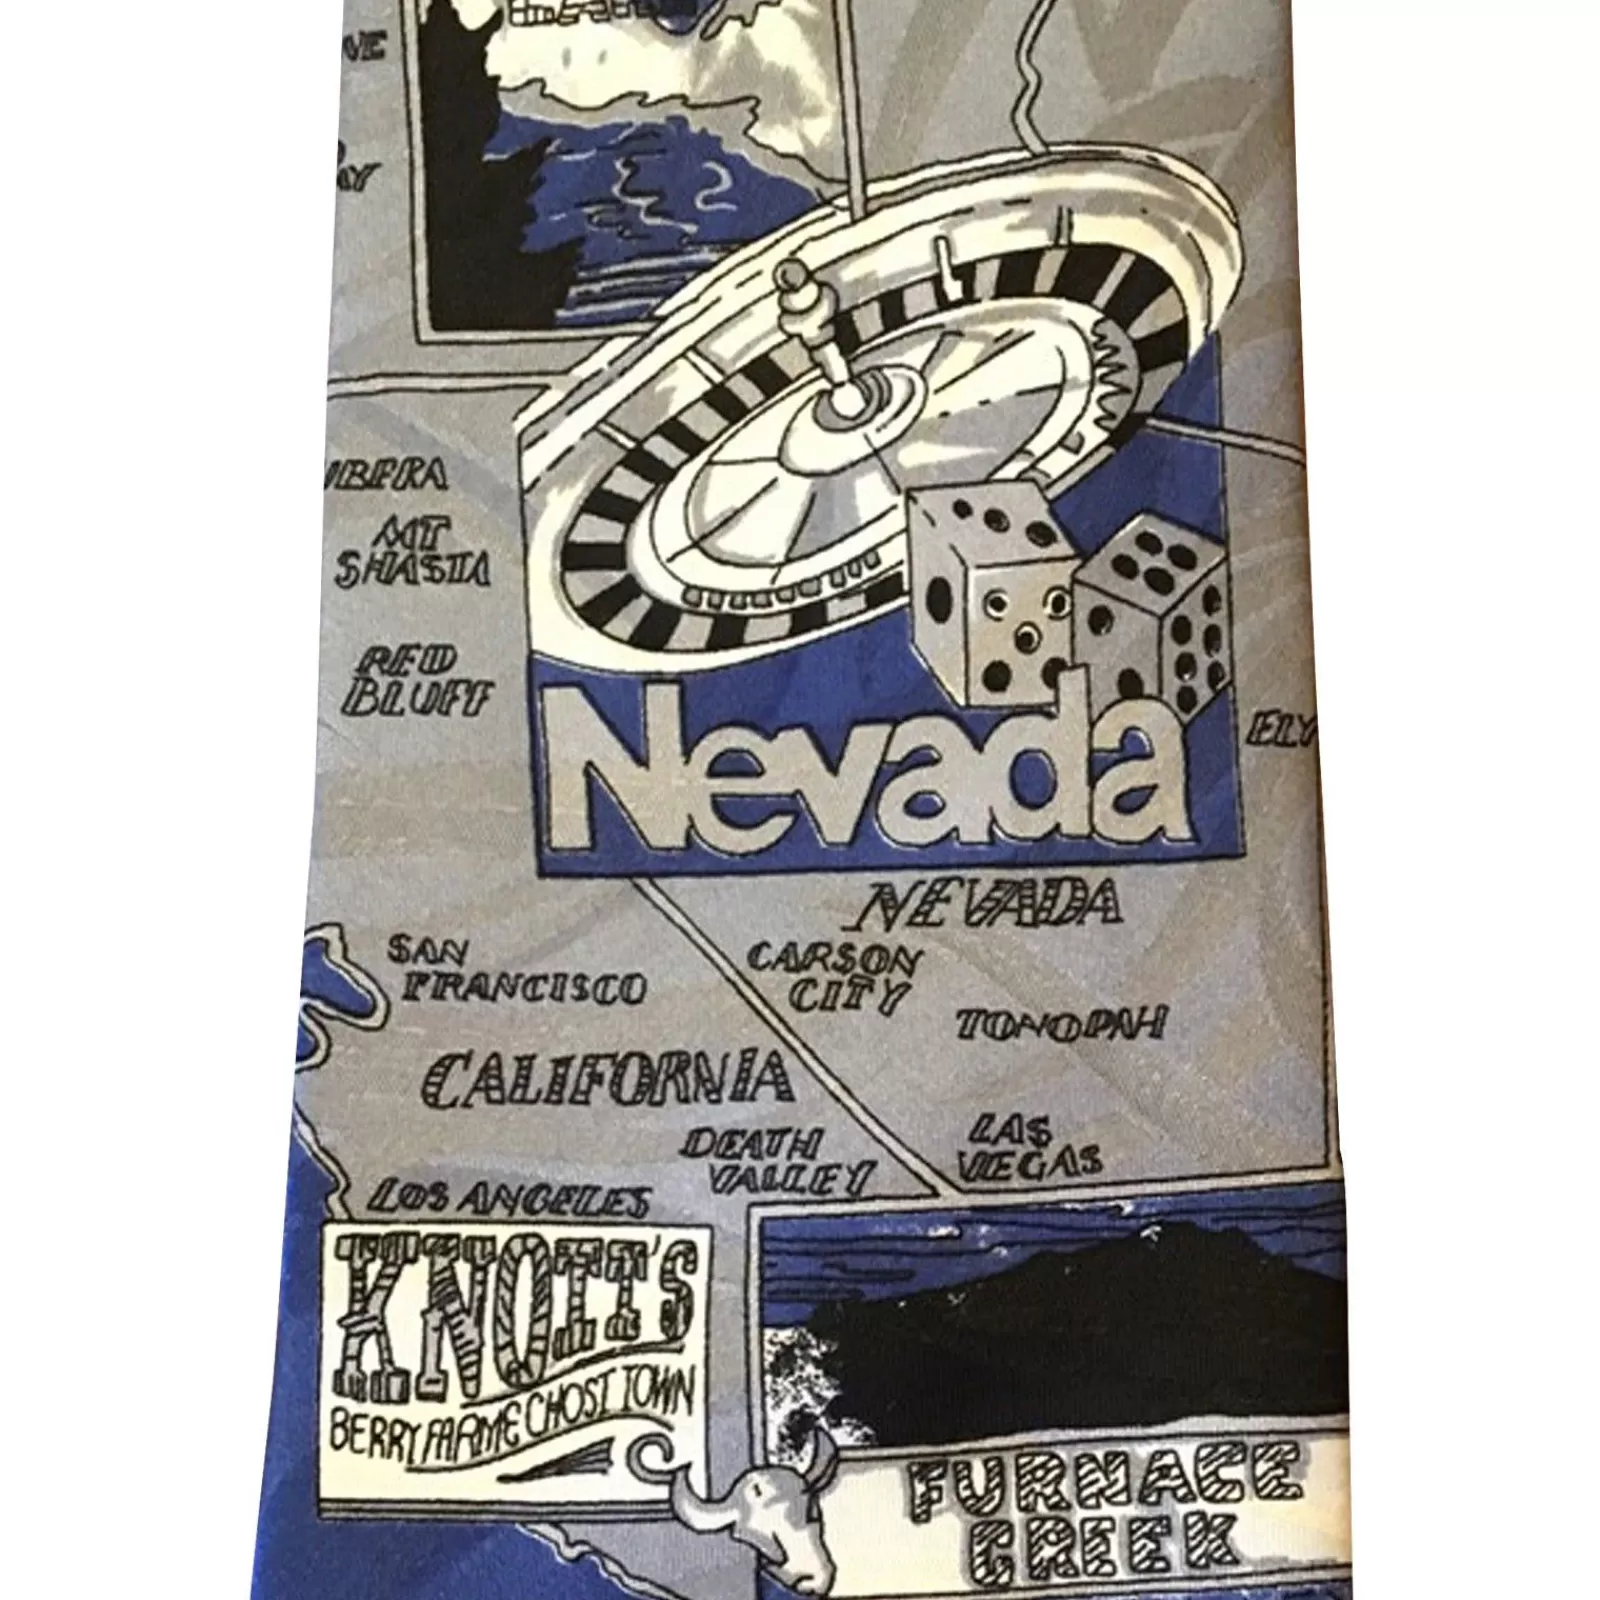 MT
SHASTA
RED
BLUFF
Nevada
ELY
NEVADA
SAN
FRANCISCO
CARSON
CITY
TONOPAH
CALIFORNIA
DEATH
VALLEY
LAS
VEGAS
LOS ANGELES
KNOTT'S
BERRY FARM & GHOST TOWN
FURNACE
CREEK